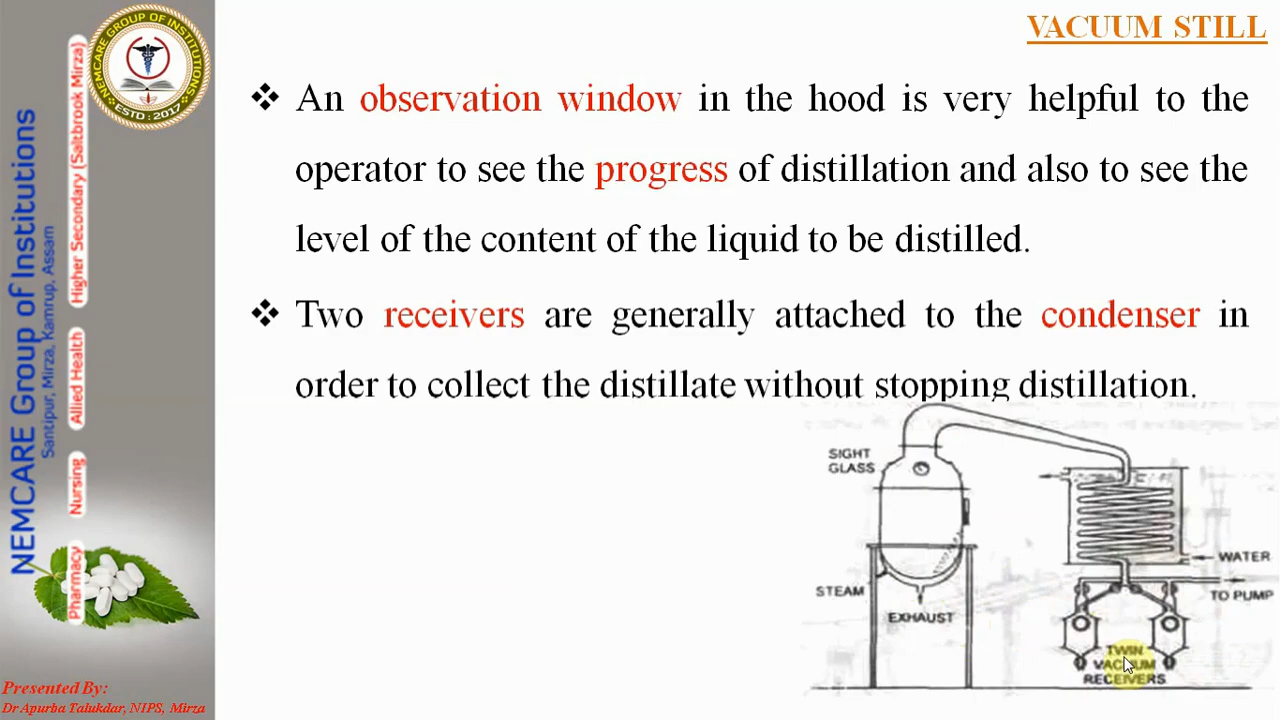 VACUUM STILL
❖ An observation window in the hood is very helpful to the
operator to see the progress of distillation and also to see the
level of the content of the liquid to be distilled.
❖ Two receivers are generally attached to the condenser in
order to collect the distillate without stopping distillation.
SIGHT
GLASS
STEAM
EXHAUST
WATER
TO PUMP
TWIN
VACUUM
RECEIVERS
NEMCARE GROUP OF INSTITUTIONS
ESTD : 2017
NEMCARE Group of Institutions
Santipur, Mirza, Kamrup, Assam
Pharmacy Nursing Allied Health Higher Secondary (Saltbrook Mirza)
Presented By:
Dr Apurba Talukdar, NIPS, Mirza